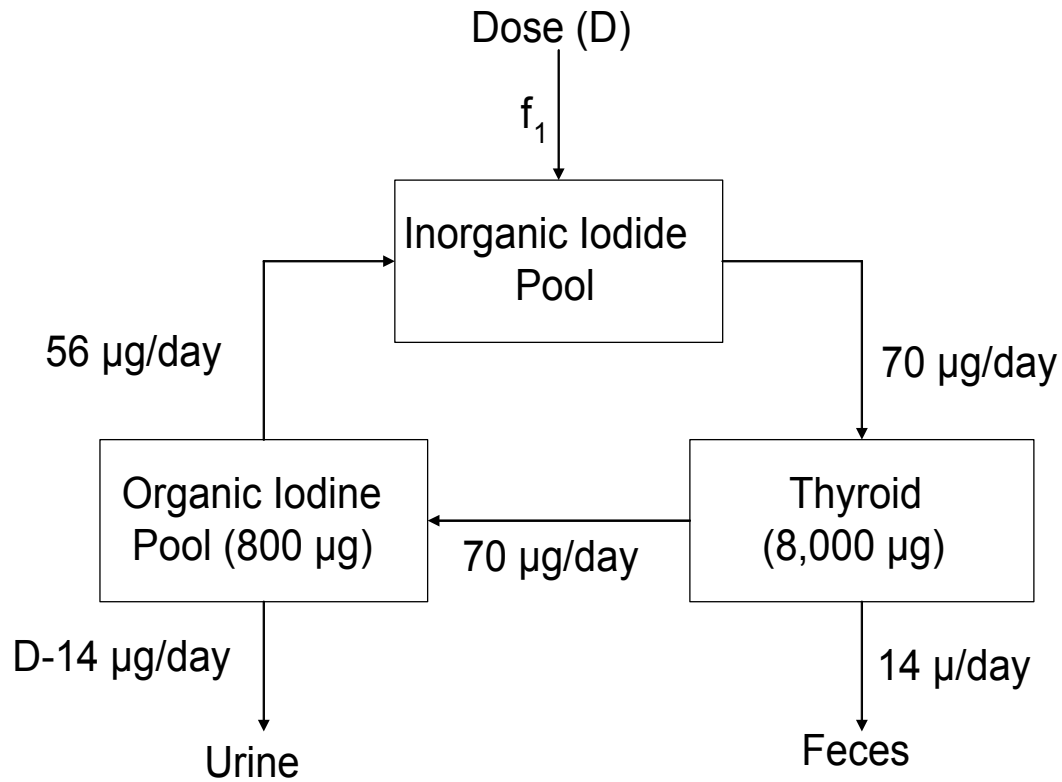 Dose (D)
f₁
Inorganic Iodide
Pool
56 µg/day
70 µg/day
Organic Iodine
Pool (800 µg)
70 µg/day
Thyroid
(8,000 µg)
D-14 µg/day
14 µ/day
Urine
Feces